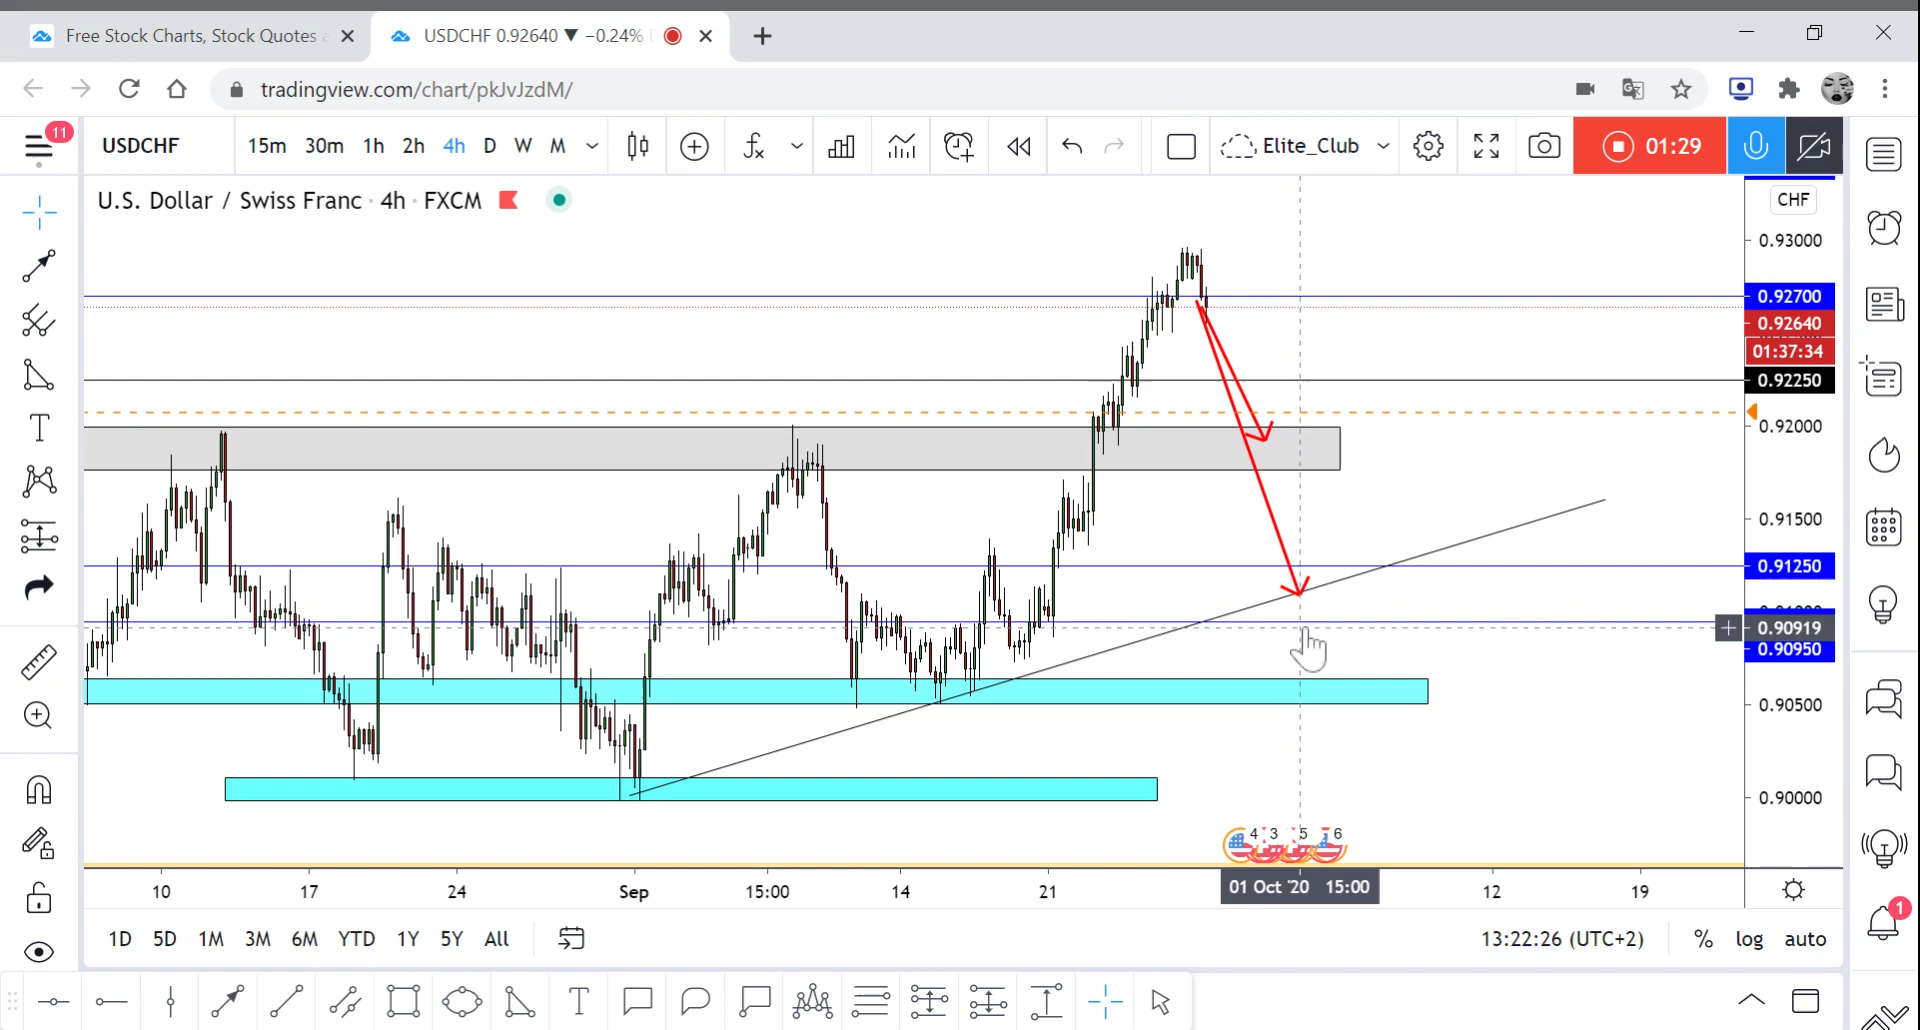 Free Stock Charts, Stock Quotes a
USDCHF 0.92640 ▼ −0.24%
tradingview.com/chart/pkJvJzdM/
11
USDCHF 15m 30m 1h 2h 4h D W M Elite_Club 01:29
U.S. Dollar / Swiss Franc · 4h · FXCM
CHF
0.93000
0.92700
0.92640
01:37:34
0.92250
0.92000
0.91500
0.91250
0.90919
0.90950
0.90500
0.90000
4 3 5 6
10 17 24 Sep 15:00 14 21 01 Oct '20 15:00 12 19
1D 5D 1M 3M 6M YTD 1Y 5Y All 13:22:26 (UTC+2) % log auto
1